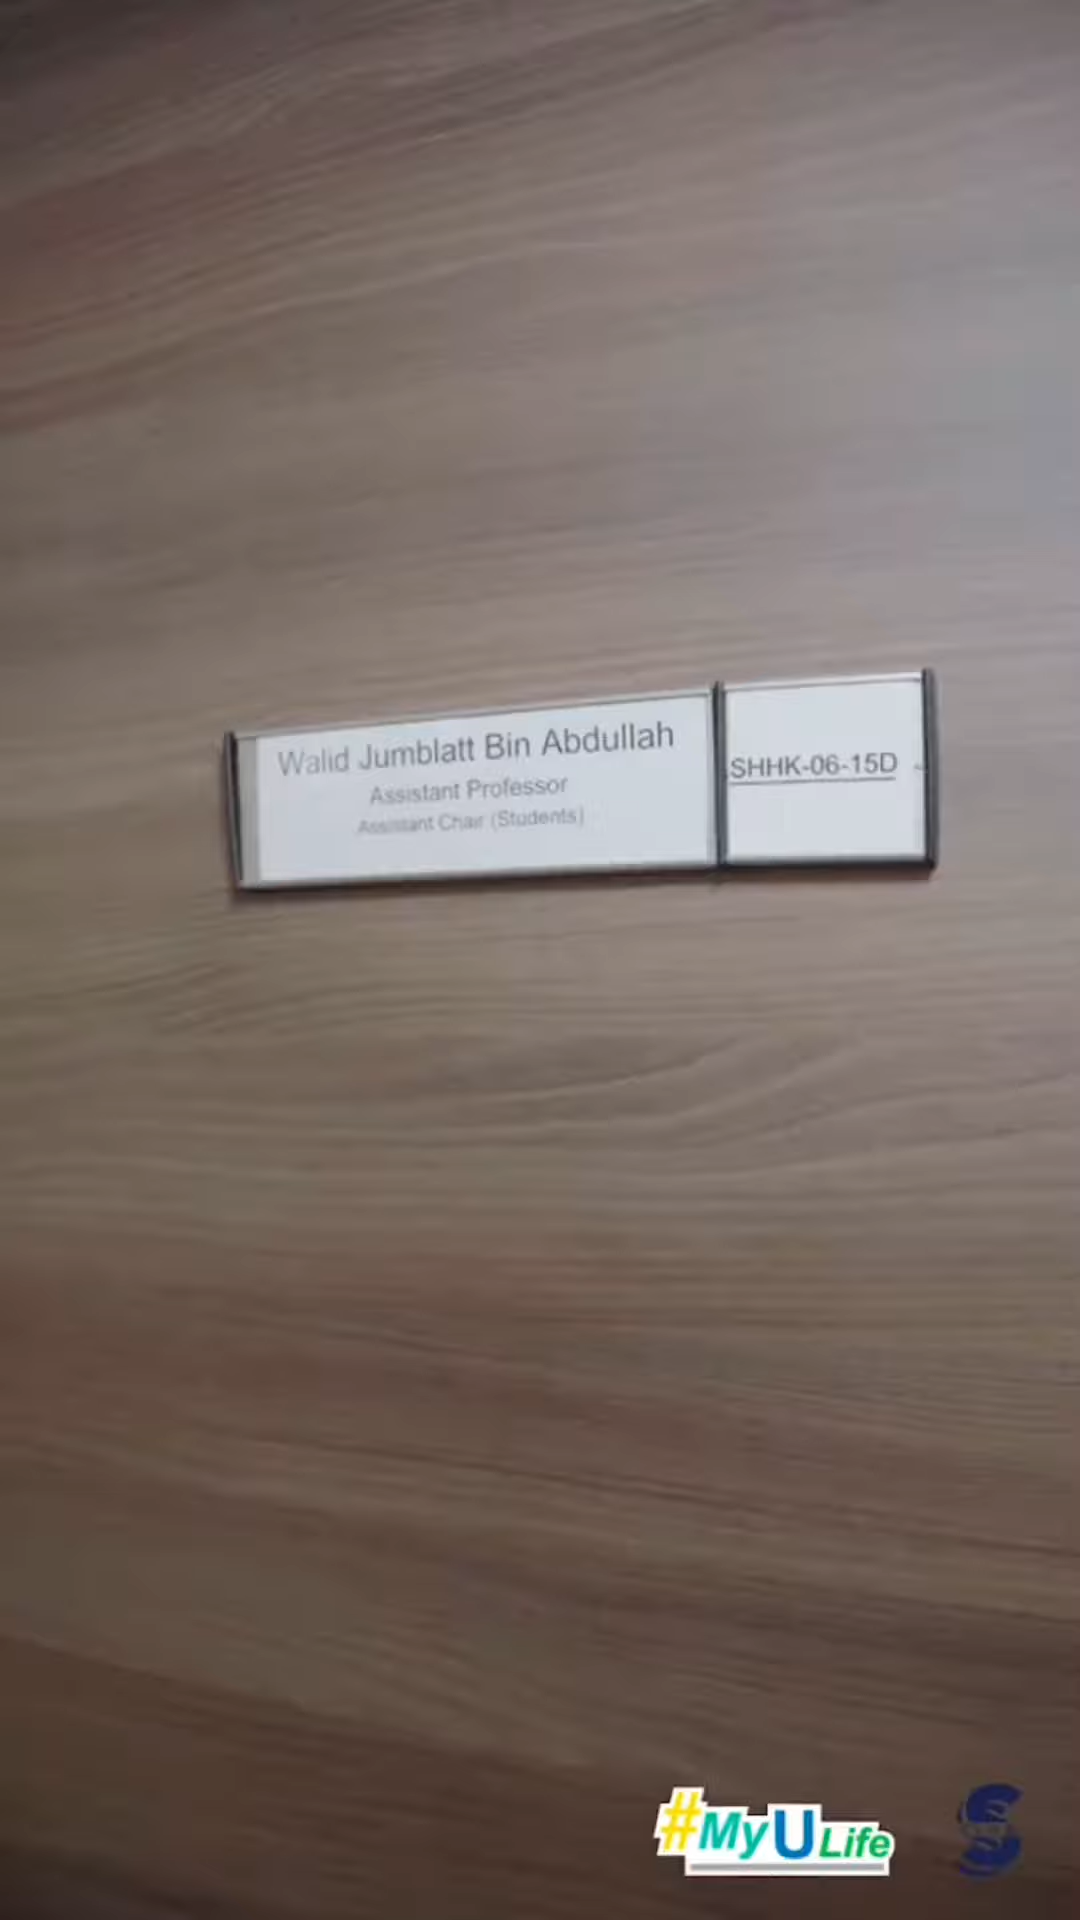 Walid Jumblatt Bin Abdullah
Assistant Professor
Assistant Chair (Students)
SHHK-06-15D
#MyULife